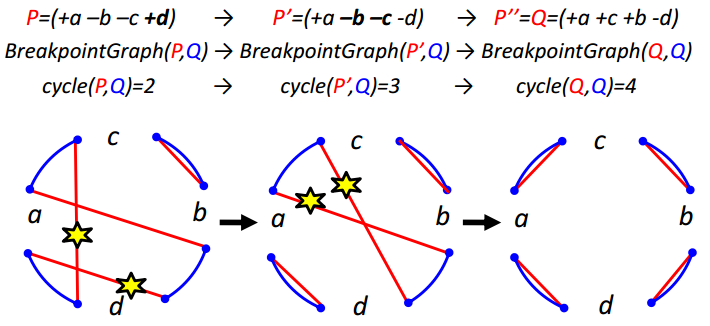 P=(+a –b –c +d) → P'=(+a –b –c -d) → P''=Q=(+a +c +b -d)
BreakpointGraph(P,Q) → BreakpointGraph(P',Q) → BreakpointGraph(Q,Q)
cycle(P,Q)=2 → cycle(P',Q)=3 → cycle(Q,Q)=4
c c c
a b a b a b
d d d